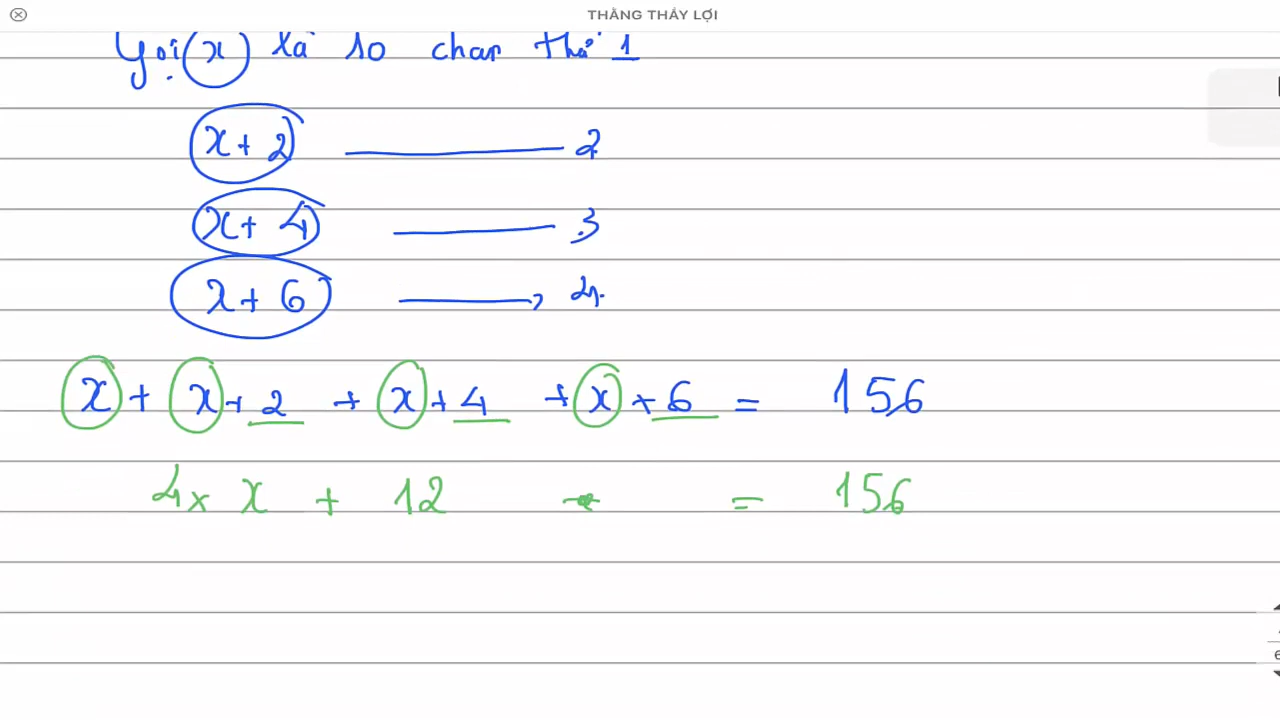 THẰNG THẦY LỢI
Gọi x là số chẵn thứ 1
x + 2 ——— 2
x + 4 ——— 3
x + 6 ——— 4.
x + x + 2 + x + 4 + x + 6 = 156
4 × x + 12 = 156